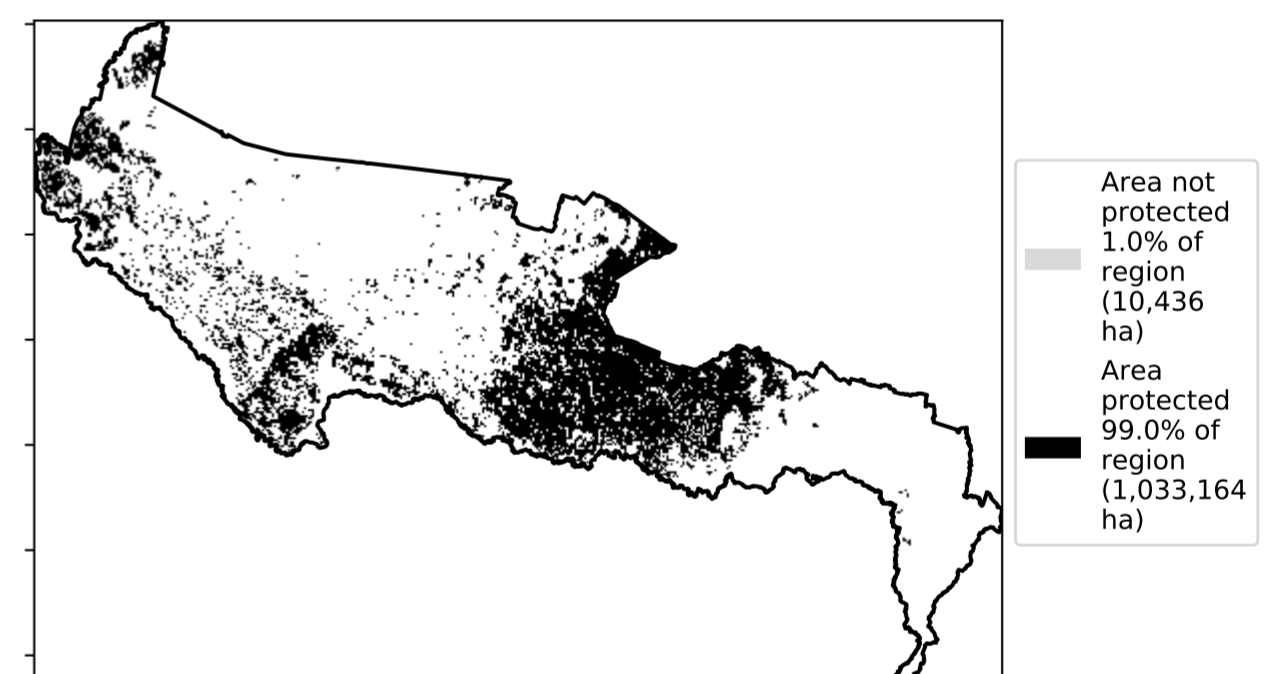 Area not
protected
1.0% of
region
(10,436
ha)
Area
protected
99.0% of
region
(1,033,164
ha)